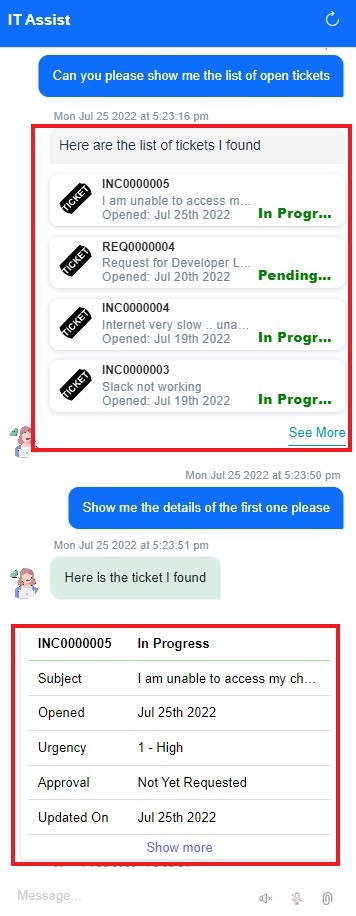 IT Assist
Can you please show me the list of open tickets
Mon Jul 25 2022 at 5:23:16 pm
Here are the list of tickets I found
TICKET
INC0000005
I am unable to access m...
Opened: Jul 25th 2022
In Progr...
TICKET
REQ0000004
Request for Developer L...
Opened: Jul 20th 2022
Pending...
TICKET
INC0000004
Internet very slow .. una...
Opened: Jul 19th 2022
In Progr...
TICKET
INC0000003
Slack not working
Opened: Jul 19th 2022
In Progr...
See More
Mon Jul 25 2022 at 5:23:50 pm
Show me the details of the first one please
Mon Jul 25 2022 at 5:23:51 pm
Here is the ticket I found
INC0000005 In Progress
Subject I am unable to access my ch...
Opened Jul 25th 2022
Urgency 1 - High
Approval Not Yet Requested
Updated On Jul 25th 2022
Show more
Message...